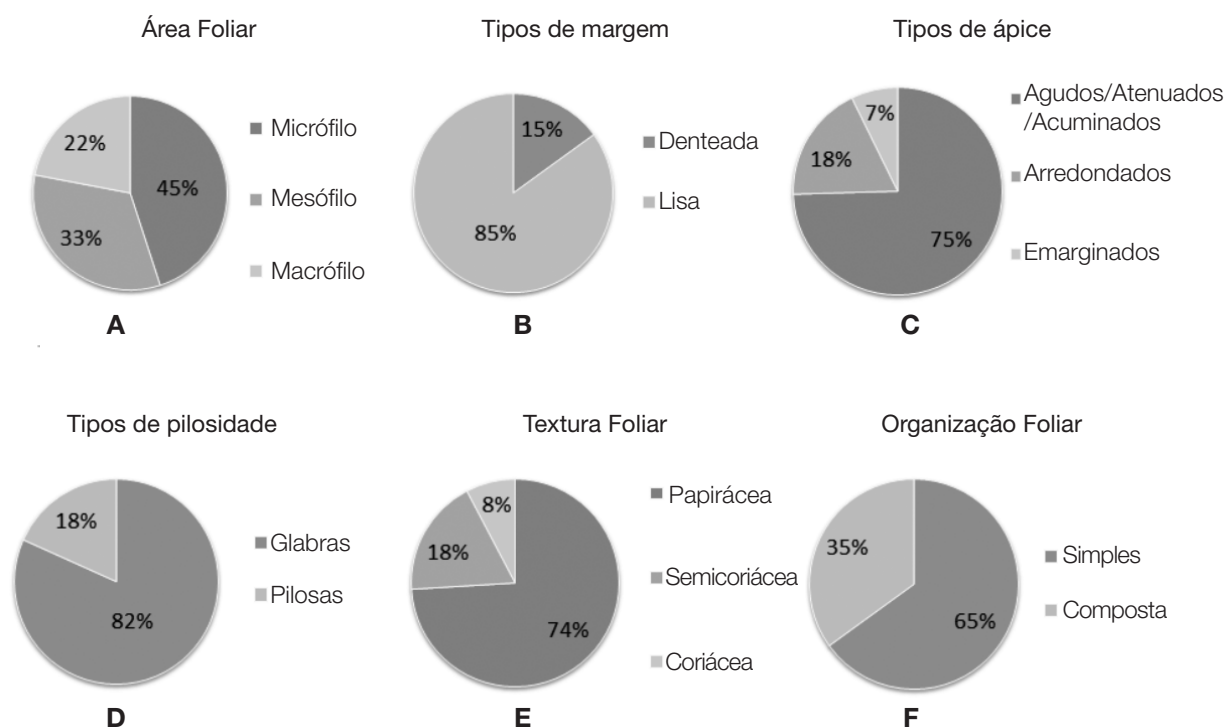 Área Foliar
Micrófilo
Mesófilo
Macrófilo
22%
45%
33%
A
Tipos de margem
Denteada
Lisa
15%
85%
B
Tipos de ápice
Agudos/Atenuados
/Acuminados
Arredondados
Emarginados
7%
18%
75%
C
Tipos de pilosidade
Glabras
Pilosas
18%
82%
D
Textura Foliar
Papirácea
Semicoriácea
Coriácea
8%
18%
74%
E
Organização Foliar
Simples
Composta
35%
65%
F